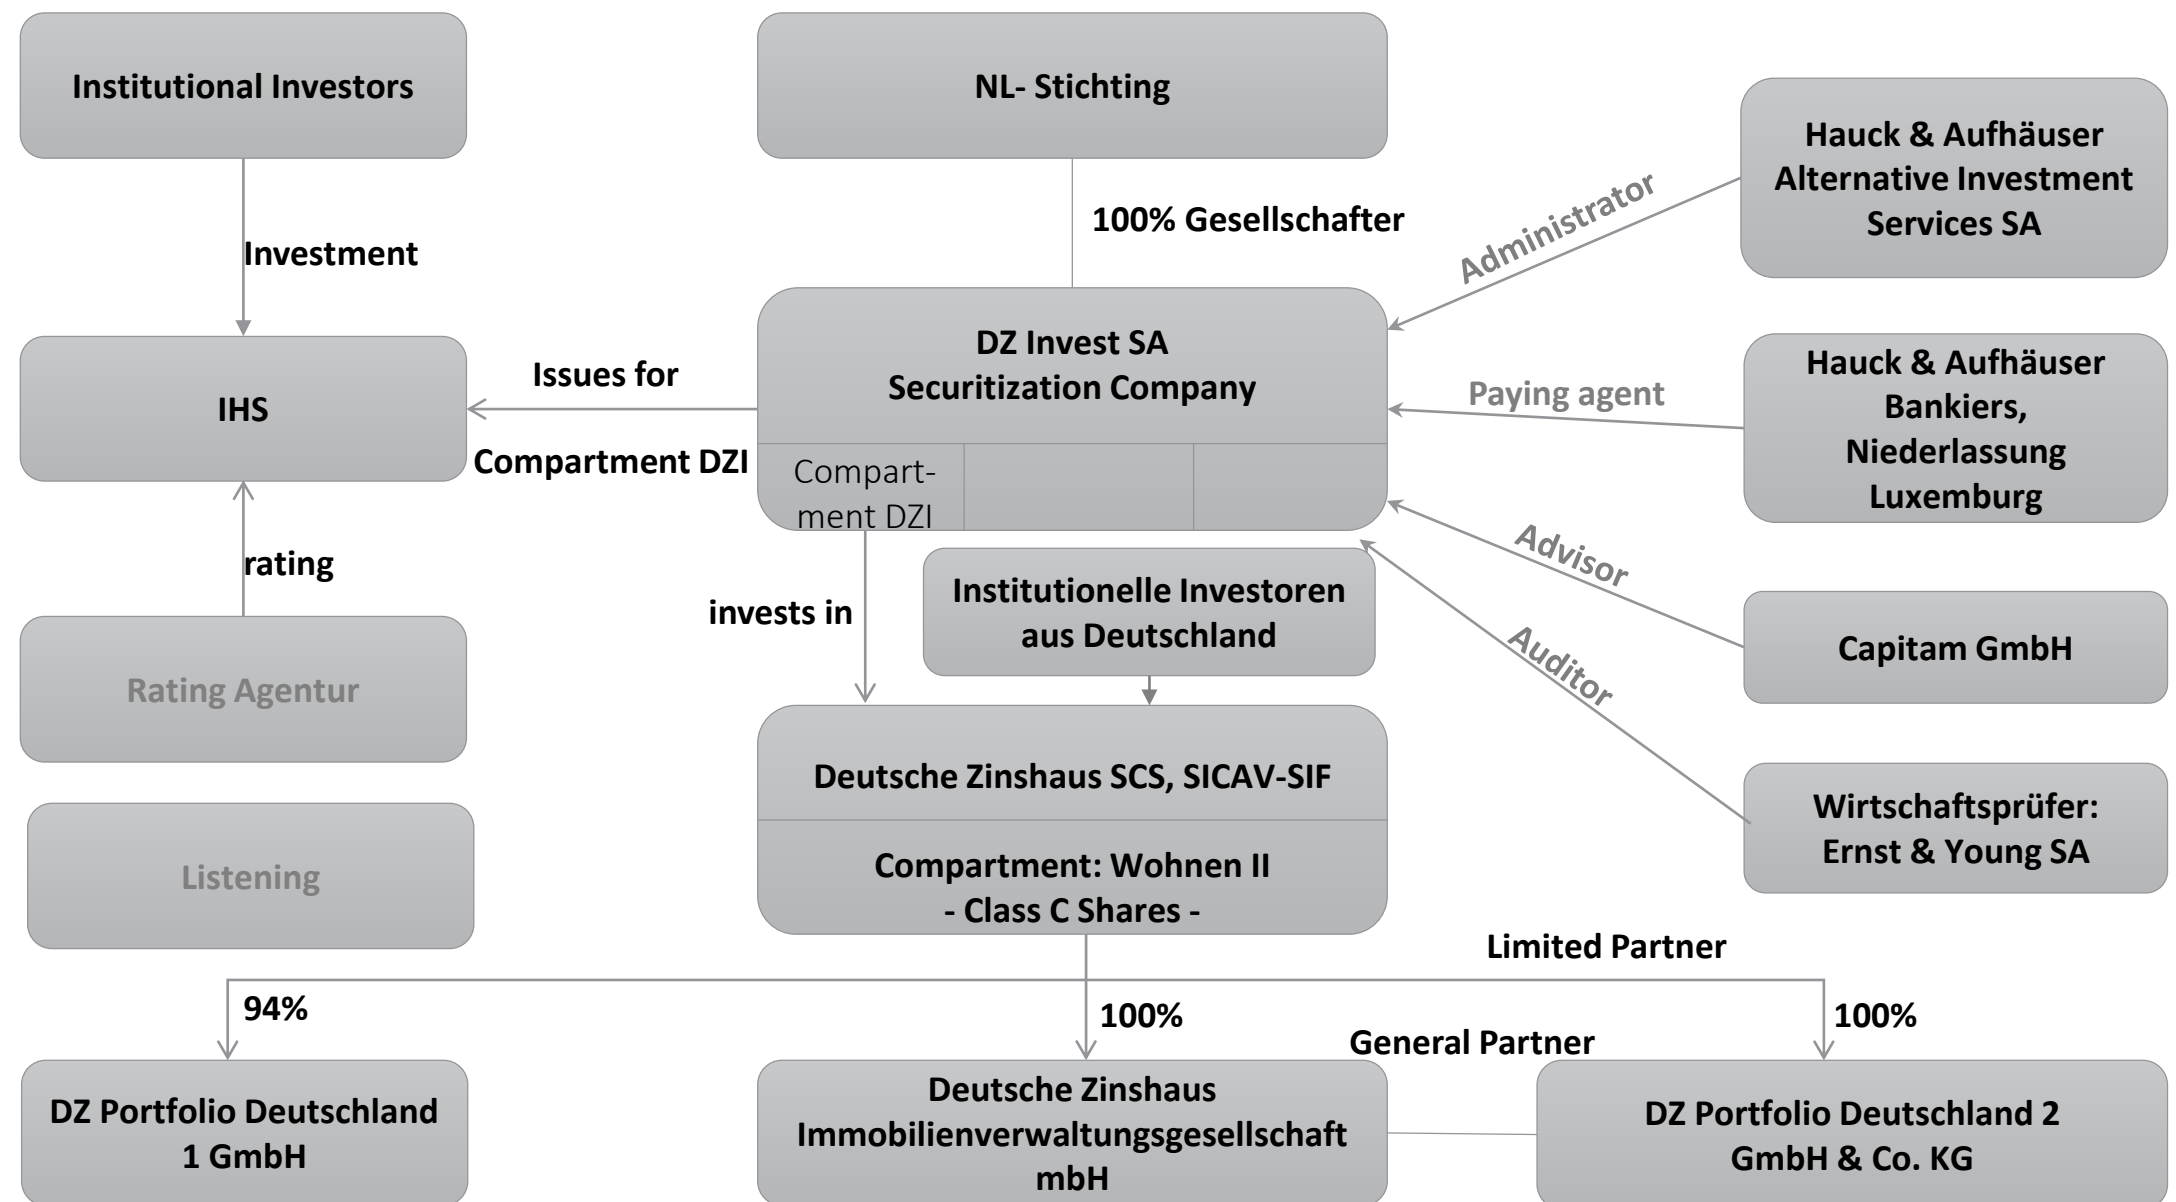 Institutional Investors
NL- Stichting
Hauck & Aufhäuser
Alternative Investment
Services SA
Investment
100% Gesellschafter
Administrator
IHS
Issues for
Compartment DZI
DZ Invest SA
Securitization Company
Compart-
ment DZI
Paying agent
Hauck & Aufhäuser
Bankiers,
Niederlassung
Luxemburg
rating
invests in
Institutionelle Investoren
aus Deutschland
Advisor
Capitam GmbH
Rating Agentur
Auditor
Deutsche Zinshaus SCS, SICAV-SIF
Compartment: Wohnen II
- Class C Shares -
Wirtschaftsprüfer:
Ernst & Young SA
Listening
Limited Partner
94%
100%
100%
General Partner
DZ Portfolio Deutschland
1 GmbH
Deutsche Zinshaus
Immobilienverwaltungsgesellschaft
mbH
DZ Portfolio Deutschland 2
GmbH & Co. KG